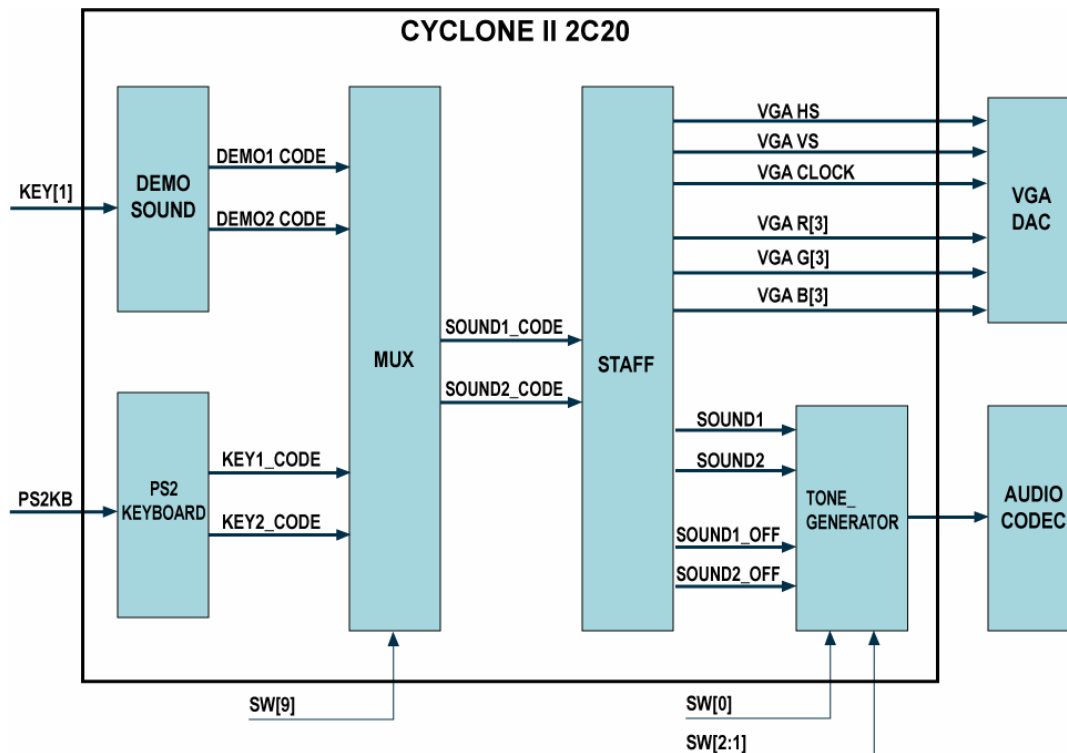 CYCLONE II 2C20
KEY[1]
DEMO
SOUND
DEMO1 CODE
DEMO2 CODE
PS2KB
PS2
KEYBOARD
KEY1_CODE
KEY2_CODE
MUX
SW[9]
SOUND1_CODE
SOUND2_CODE
STAFF
VGA HS
VGA VS
VGA CLOCK
VGA R[3]
VGA G[3]
VGA B[3]
VGA
DAC
SOUND1
SOUND2
SOUND1_OFF
SOUND2_OFF
TONE_
GENERATOR
AUDIO
CODEC
SW[0]
SW[2:1]